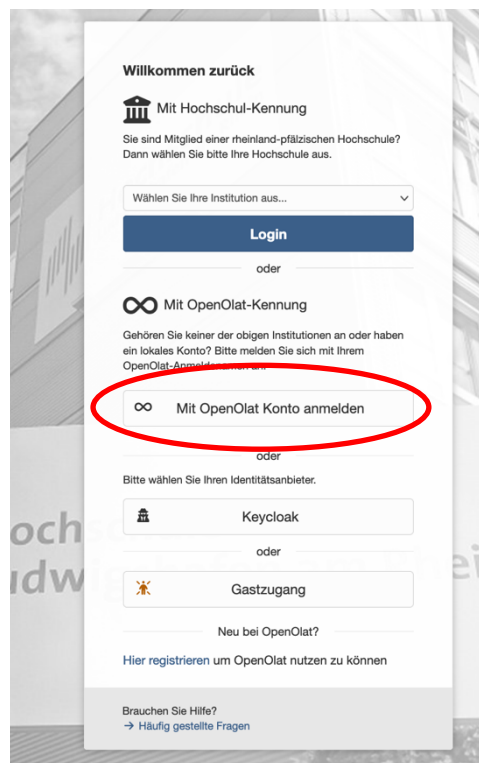 Willkommen zurück
Mit Hochschul-Kennung
Sie sind Mitglied einer rheinland-pfälzischen Hochschule?
Dann wählen Sie bitte Ihre Hochschule aus.
Wählen Sie Ihre Institution aus...
Login
oder
Mit OpenOlat-Kennung
Gehören Sie keiner der obigen Institutionen an oder haben
ein lokales Konto? Bitte melden Sie sich mit Ihrem
OpenOlat-Anmeldenamen an.
Mit OpenOlat Konto anmelden
oder
Bitte wählen Sie Ihren Identitätsanbieter.
Keycloak
oder
Gastzugang
Neu bei OpenOlat?
Hier registrieren um OpenOlat nutzen zu können
Brauchen Sie Hilfe?
→ Häufig gestellte Fragen